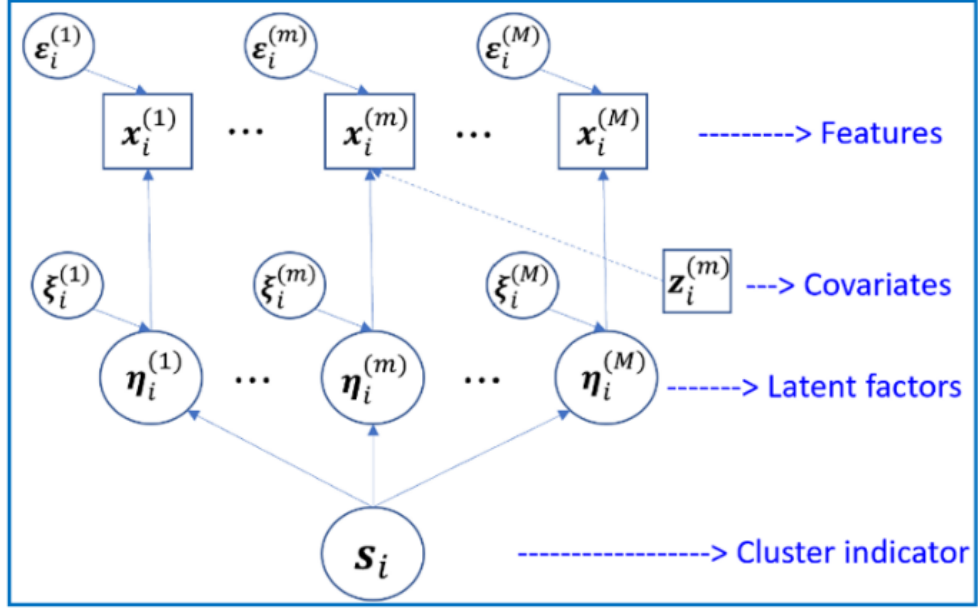 ε_i^(1) ε_i^(m) ε_i^(M)
x_i^(1) ... x_i^(m) ... x_i^(M) ---------> Features
ξ_i^(1) ξ_i^(m) ξ_i^(M) z_i^(m) ---> Covariates
η_i^(1) ... η_i^(m) ... η_i^(M) -------> Latent factors
s_i -----------------> Cluster indicator